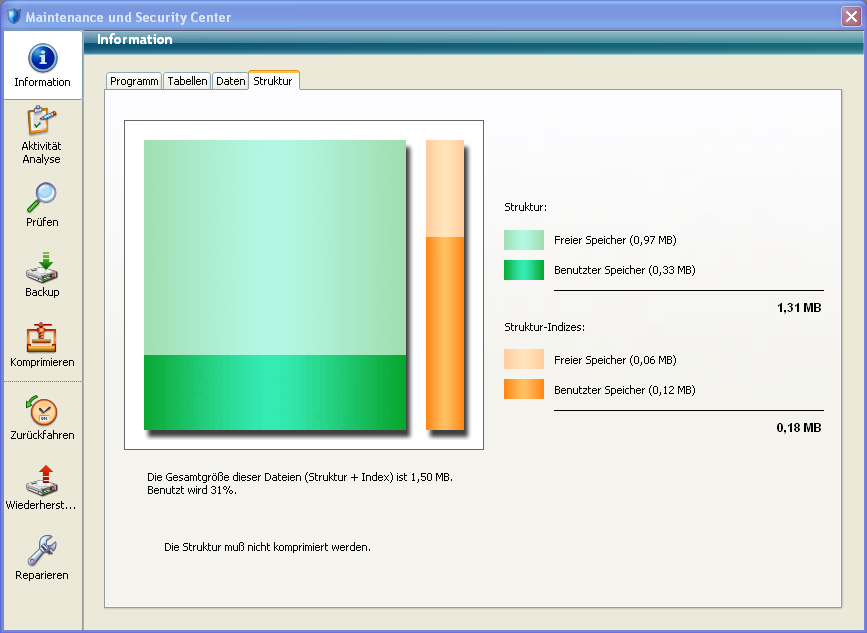 Maintenance und Security Center
Information
Information
Aktivität
Analyse
Prüfen
Backup
Komprimieren
Zurückfahren
Wiederherst...
Reparieren
Programm
Tabellen
Daten
Struktur
Struktur:
Freier Speicher (0,97 MB)
Benutzter Speicher (0,33 MB)
1,31 MB
Struktur-Indizes:
Freier Speicher (0,06 MB)
Benutzter Speicher (0,12 MB)
0,18 MB
Die Gesamtgröße dieser Dateien (Struktur + Index) ist 1,50 MB.
Benutzt wird 31%.
Die Struktur muß nicht komprimiert werden.